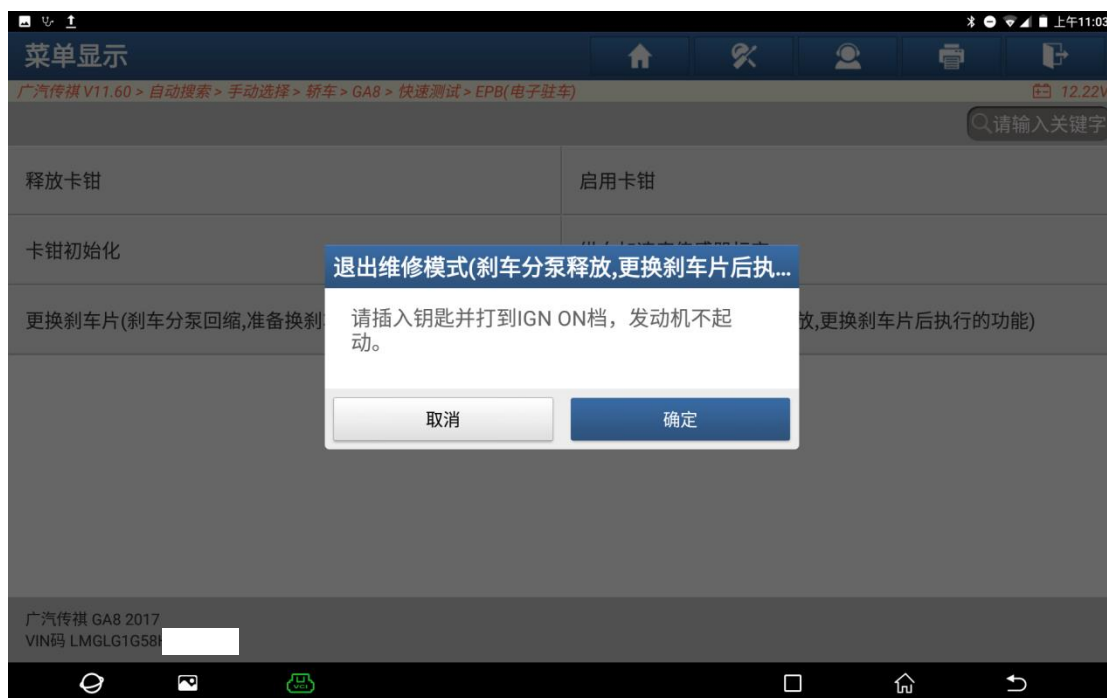 上午11:03
菜单显示
广汽传祺 V11.60 > 自动搜索 > 手动选择 > 轿车 > GA8 > 快速测试 > EPB(电子驻车)
12.22V
请输入关键字
释放卡钳
启用卡钳
卡钳初始化
退出维修模式(刹车分泵释放,更换刹车片后执...
更换刹车片(刹车分泵回缩,准备换刹
放,更换刹车片后执行的功能)
请插入钥匙并打到IGN ON档，发动机不起
动。
取消
确定
广汽传祺 GA8 2017
VIN码 LMGLG1G58
VCI